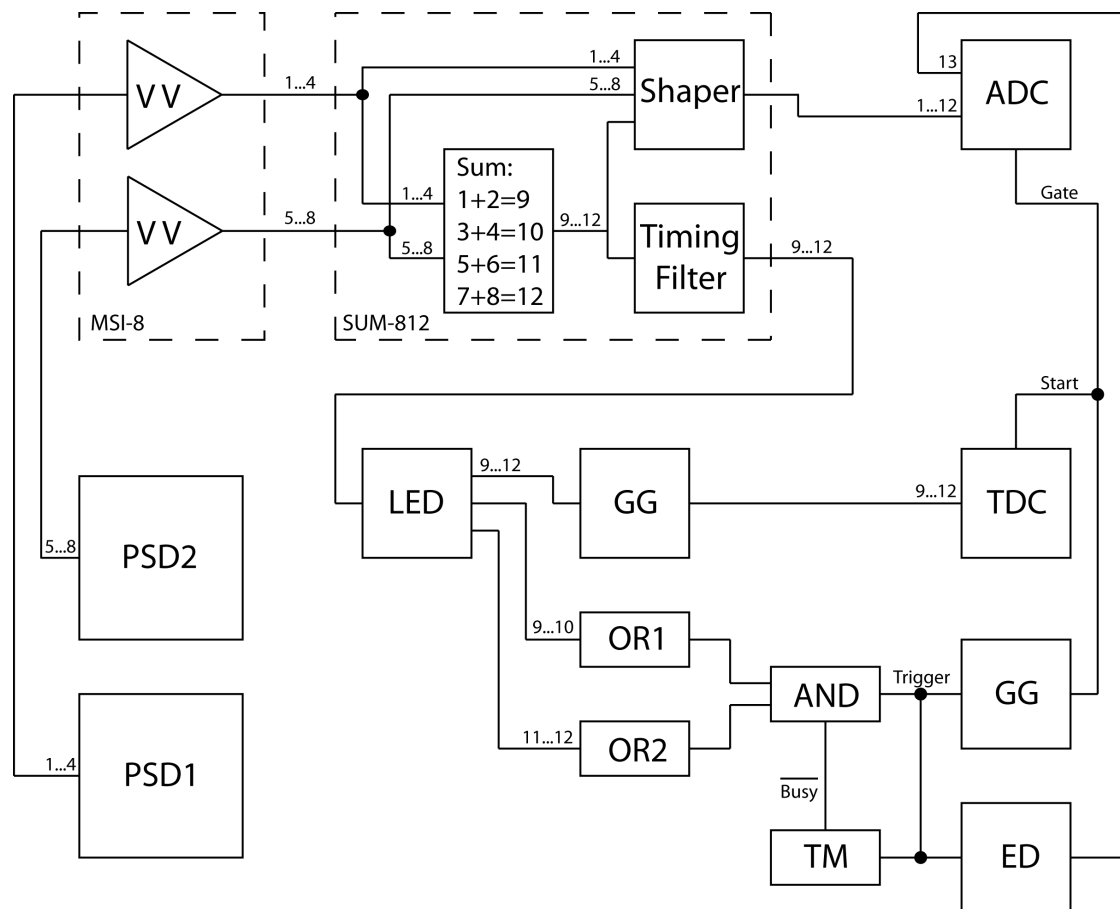 V V
1...4
1...4
5...8
Shaper
13
1...12
ADC
V V
5...8
1...4
5...8
Sum:
1+2=9
3+4=10
5+6=11
7+8=12
9...12
Timing
Filter
9...12
Gate
MSI-8
SUM-812
Start
LED
9...12
GG
9...12
TDC
5...8
PSD2
9...10
OR1
11...12
OR2
AND
Trigger
GG
1...4
PSD1
Busy
TM
ED